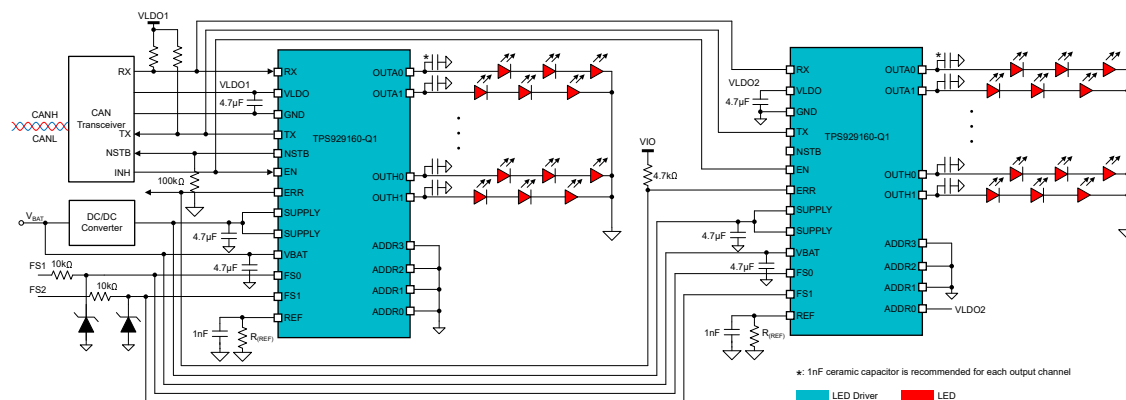 VLDO1
RX
CAN
Transceiver
TX
NSTB
INH
CANH
CANL
VLDO1
4.7µF
100kΩ
RX
VLDO
GND
TX
NSTB
EN
ERR
SUPPLY
SUPPLY
VBAT
FS0
FS1
REF
TPS929160-Q1
OUTA0
OUTA1
OUTH0
OUTH1
ADDR3
ADDR2
ADDR1
ADDR0
*
VBAT
DC/DC
Converter
4.7µF
4.7µF
FS1
10kΩ
FS2
10kΩ
1nF
R(REF)
VIO
4.7kΩ
VLDO2
4.7µF
4.7µF
4.7µF
1nF
R(REF)
RX
VLDO
GND
TX
NSTB
EN
ERR
SUPPLY
SUPPLY
VBAT
FS0
FS1
REF
TPS929160-Q1
OUTA0
OUTA1
OUTH0
OUTH1
ADDR3
ADDR2
ADDR1
ADDR0
VLDO2
*
*: 1nF ceramic capacitor is recommended for each output channel
LED Driver
LED